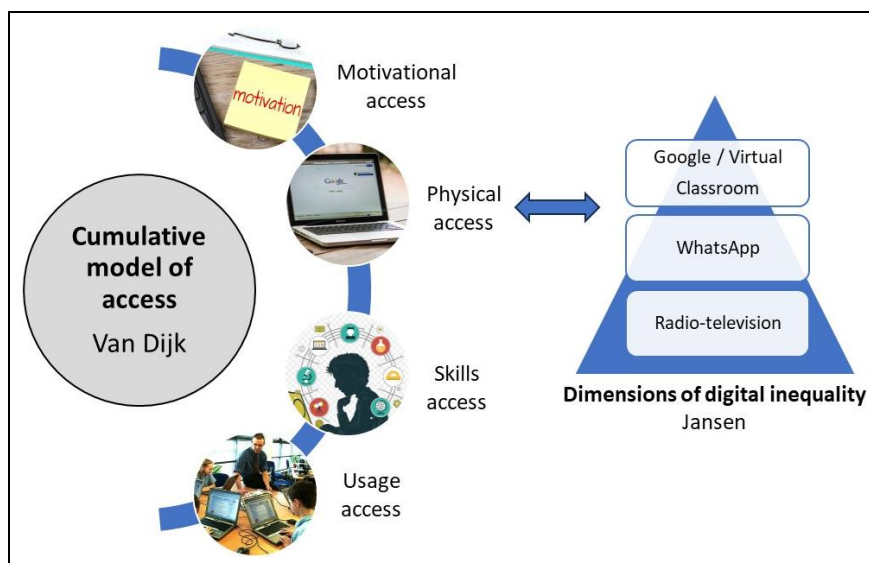 motivation
Motivational
access
Google
Physical
access
Cumulative
model of
access
Van Dijk
Skills
access
Usage
access
Google / Virtual
Classroom
WhatsApp
Radio-television
Dimensions of digital inequality
Jansen